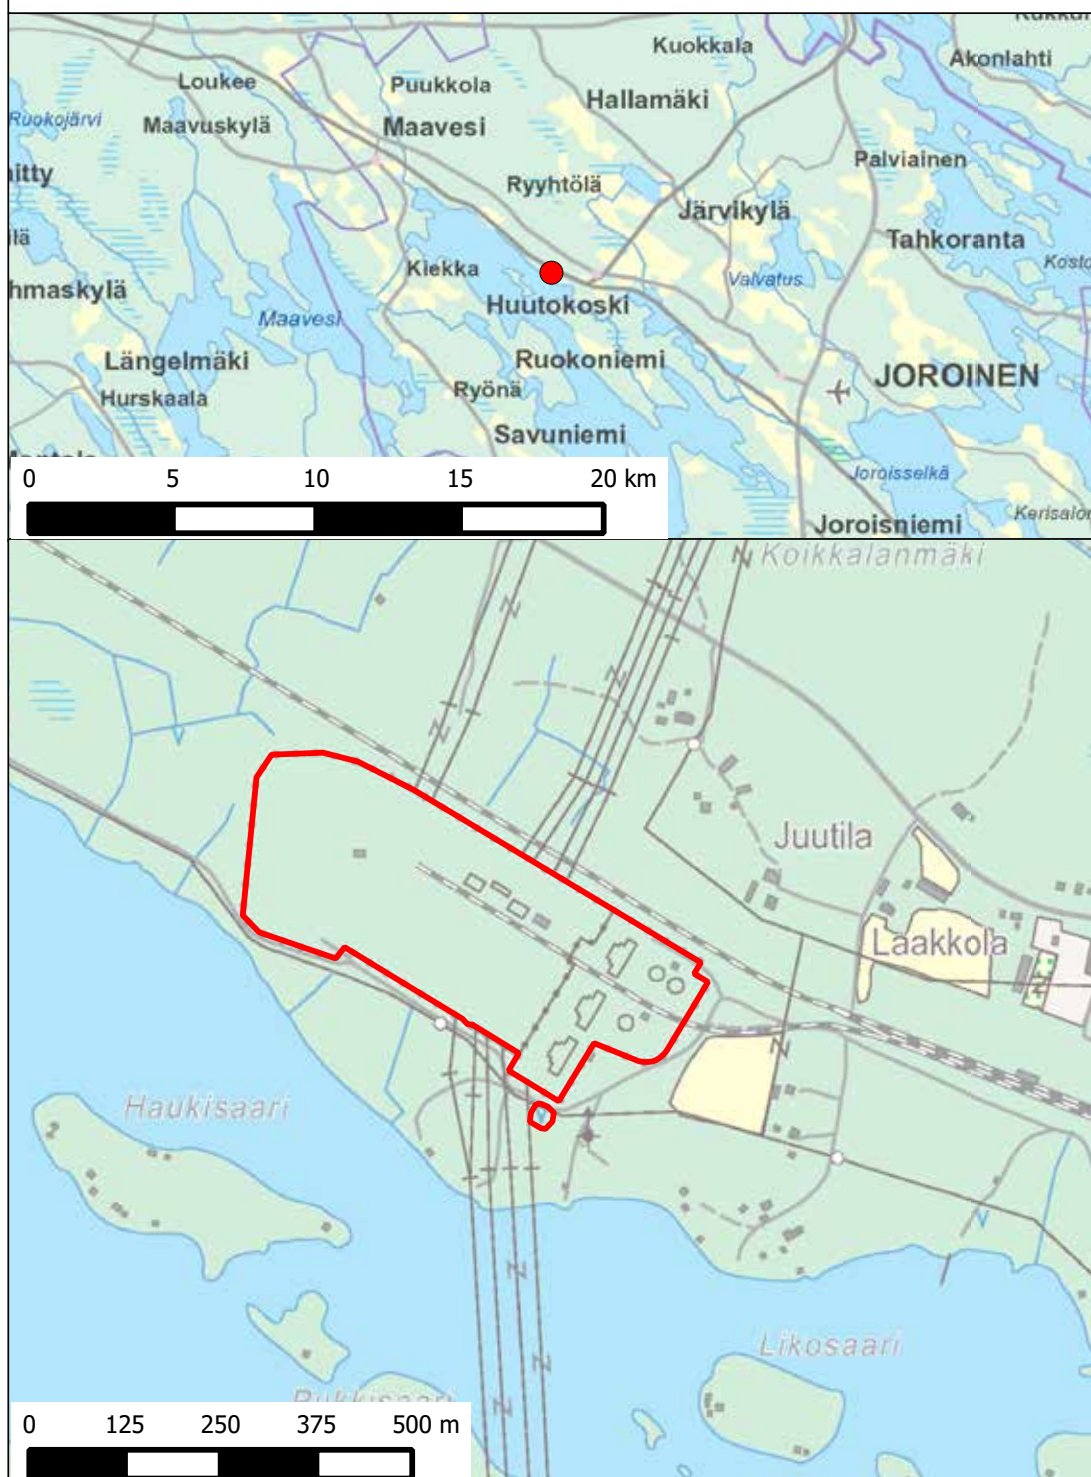 Kuokkala
Akonlahti
Loukee
Puukkola
Hallamäki
Ruokojärvi
Maavuskylä
Maavesi
Palviainen
Ryyhtölä
Järvikylä
Tahkoranta
Kiekka
Valvatus
Huutokoski
Maavesi
Längelmäki
Ruokoniemi
JOROINEN
Hurskaala
Ryönä
Savuniemi
Joroisselkä
Joroisniemi
0 5 10 15 20 km
Koikkalanmäki
Juutila
Laakkola
Haukisaari
Likosaari
0 125 250 375 500 m